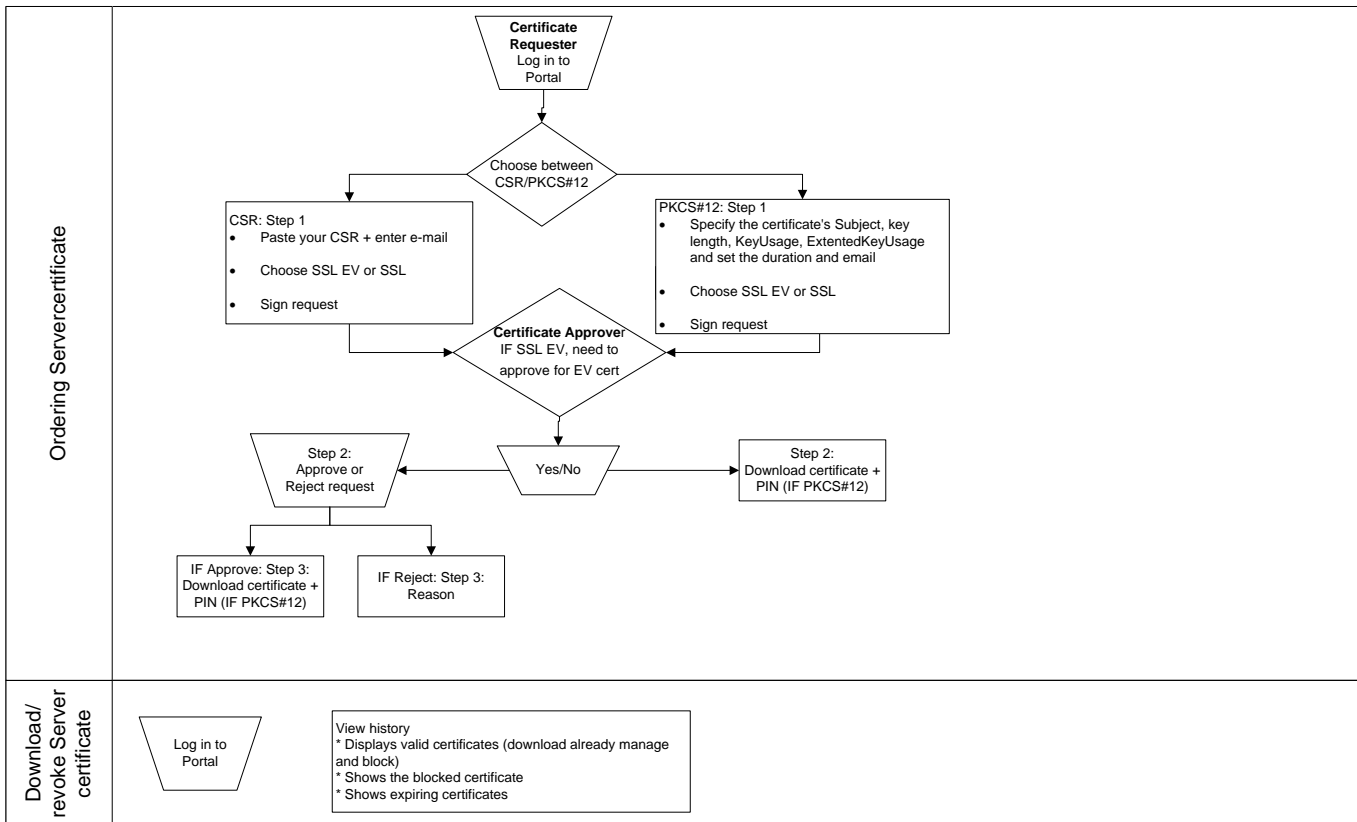 Ordering Servercertificate
Certificate
Requester
Log in to
Portal
Choose between
CSR/PKCS#12
CSR: Step 1
• Paste your CSR + enter e-mail
• Choose SSL EV or SSL
• Sign request
PKCS#12: Step 1
• Specify the certificate's Subject, key
length, KeyUsage, ExtentedKeyUsage
and set the duration and email
• Choose SSL EV or SSL
• Sign request
Certificate Approver
IF SSL EV, need to
approve for EV cert
Step 2:
Approve or
Reject request
Yes/No
Step 2:
Download certificate +
PIN (IF PKCS#12)
IF Approve: Step 3:
Download certificate +
PIN (IF PKCS#12)
IF Reject: Step 3:
Reason
Download/
revoke Server
certificate
Log in to
Portal
View history
* Displays valid certificates (download already manage
and block)
* Shows the blocked certificate
* Shows expiring certificates